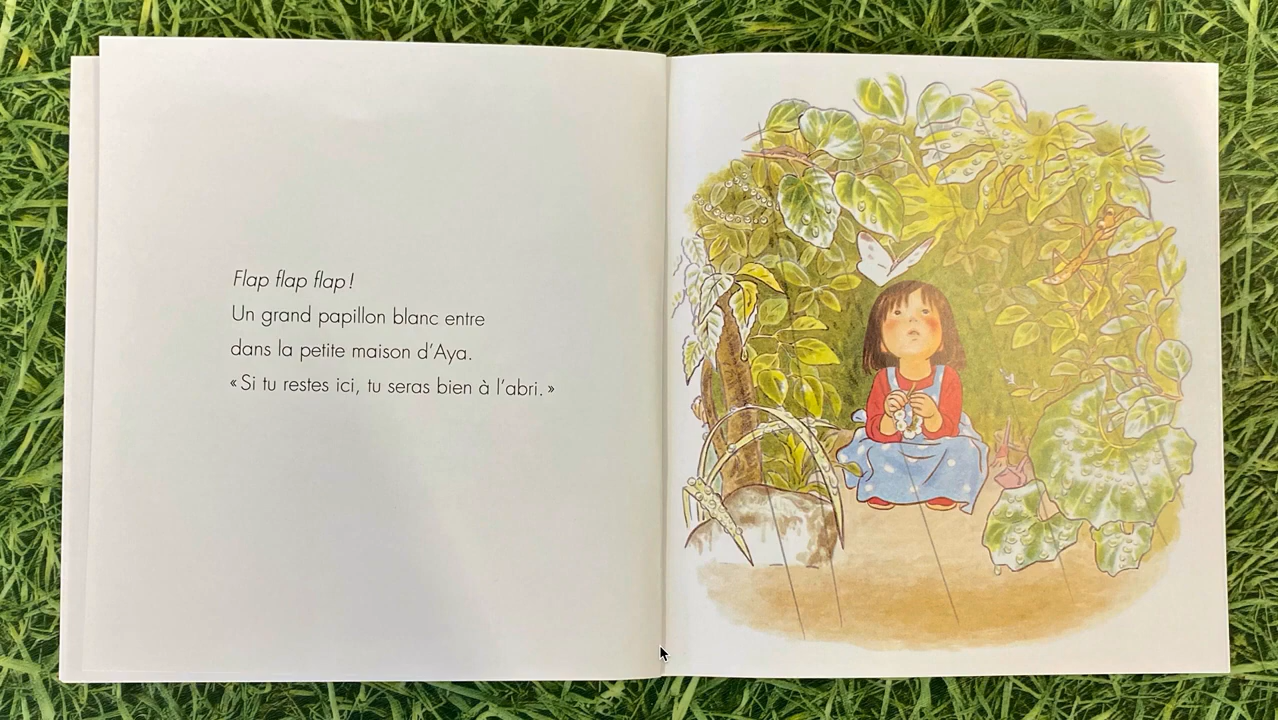 Flap flap flap !
Un grand papillon blanc entre
dans la petite maison d’Aya.
« Si tu restes ici, tu seras bien à l’abri. »